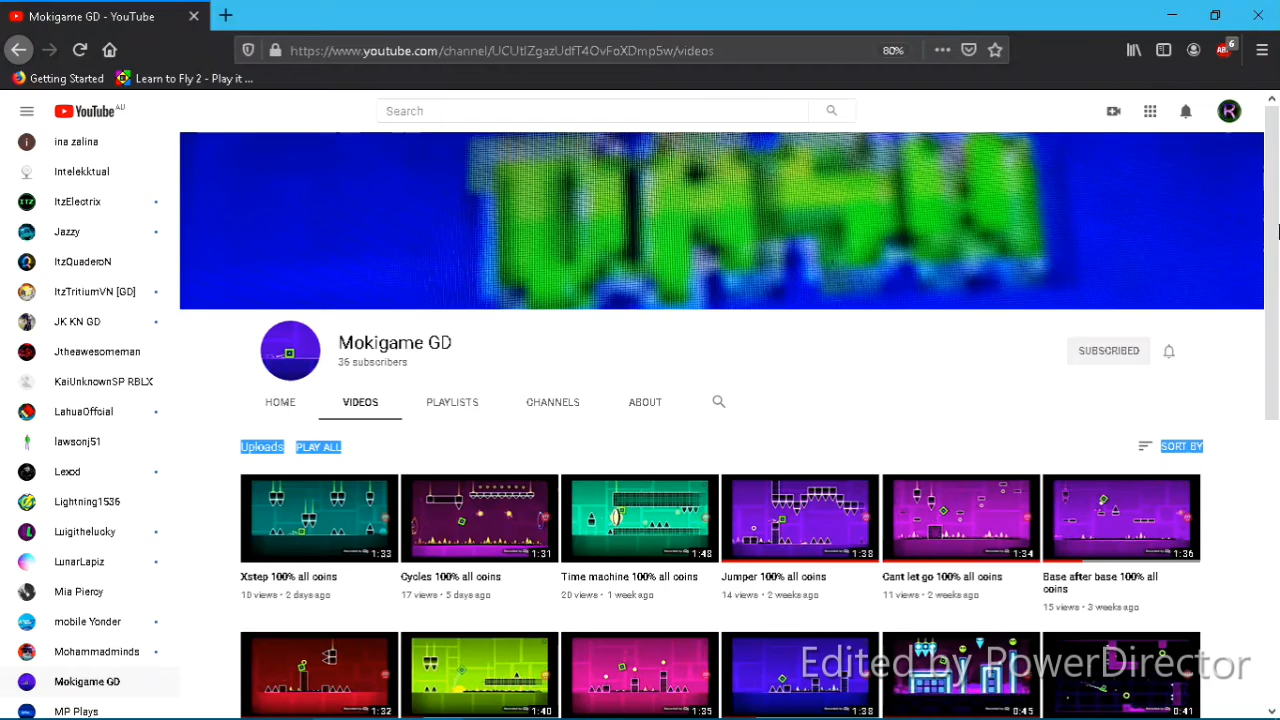 Mokigame GD - YouTube
https://www.youtube.com/channel/UCUtIZgazUdfT4OvFoXDmp5w/videos
80%
6
Getting Started
Learn to Fly 2 - Play it ...
YouTube AU
Search
ina zalina
Intelekktual
ItzElectrix
Jazzy
ItzQuaderoN
ItzTritiumVN [GD]
JK KN GD
Jtheawesomeman
KaiUnknownSP RBLX
LahuaOffcial
lawsonj51
Lexod
Lightning1536
Luigithelucky
LunarLapiz
Mia Piercy
mobile Yonder
Mohammadminds
Mokigame GD
MP Plays
DASH
Mokigame GD
36 subscribers
SUBSCRIBED
HOME VIDEOS PLAYLISTS CHANNELS ABOUT
Uploads PLAY ALL SORT BY
1:33 1:31 1:48 1:38 1:34 1:36
Xstep 100% all coins
10 views • 2 days ago
Cycles 100% all coins
17 views • 5 days ago
Time machine 100% all coins
20 views • 1 week ago
Jumper 100% all coins
14 views • 2 weeks ago
Cant let go 100% all coins
11 views • 2 weeks ago
Base after base 100% all
coins
15 views • 3 weeks ago
1:32 1:40 1:35 1:38 0:45 0:41
Edited by PowerDirector